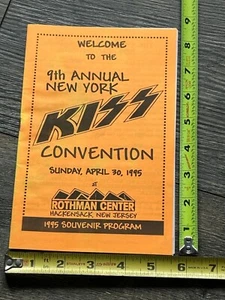 WELCOME
TO THE
9th ANNUAL
NEW YORK
KISS
CONVENTION
SUNDAY, APRIL 30, 1995
at
ROTHMAN CENTER
HACKENSACK, NEW JERSEY
1995 SOUVENIR PROGRAM